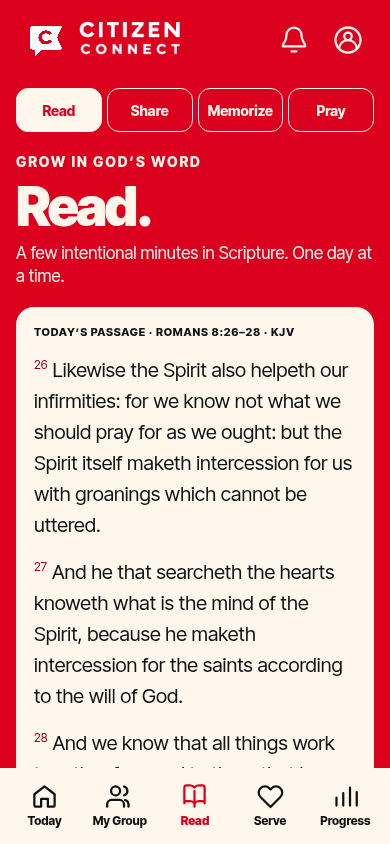 CITIZEN
CONNECT
Read
Share
Memorize
Pray
GROW IN GOD'S WORD
Read.
A few intentional minutes in Scripture. One day at
a time.
TODAY'S PASSAGE · ROMANS 8:26–28 · KJV
26 Likewise the Spirit also helpeth our
infirmities: for we know not what we
should pray for as we ought: but the
Spirit itself maketh intercession for us
with groanings which cannot be
uttered.
27 And he that searcheth the hearts
knoweth what is the mind of the
Spirit, because he maketh
intercession for the saints according
to the will of God.
28 And we know that all things work
Today
My Group
Read
Serve
Progress